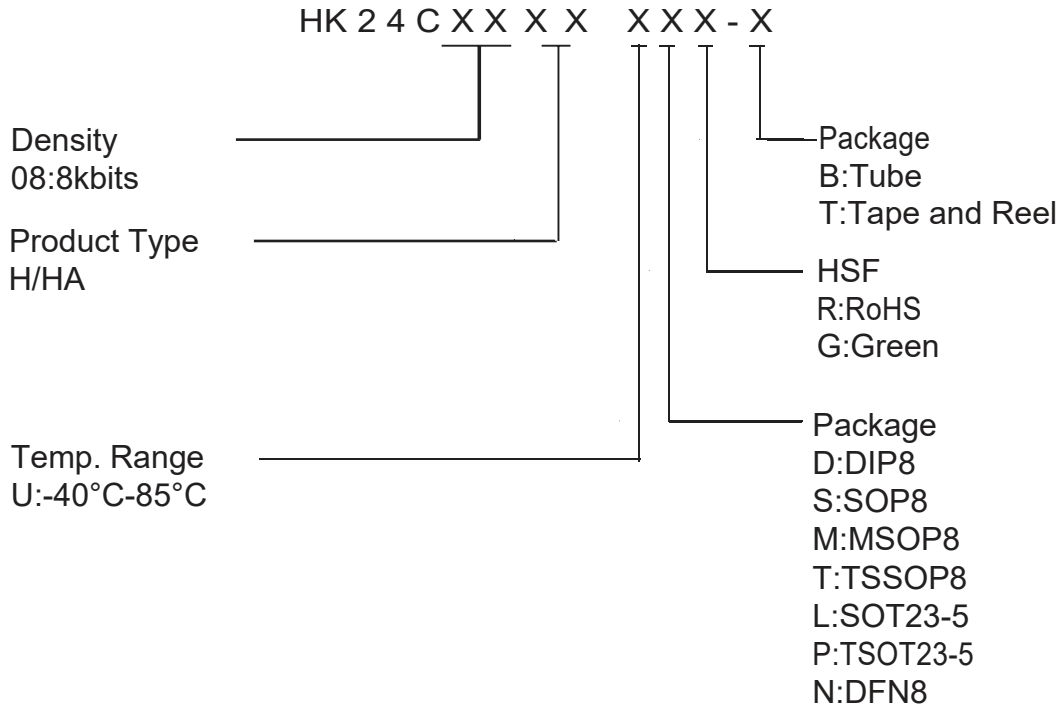 HK 2 4 C X X X X X X X - X
Density
08:8kbits
Product Type
H/HA
Temp. Range
U:-40°C-85°C
Package
B:Tube
T:Tape and Reel
HSF
R:RoHS
G:Green
Package
D:DIP8
S:SOP8
M:MSOP8
T:TSSOP8
L:SOT23-5
P:TSOT23-5
N:DFN8